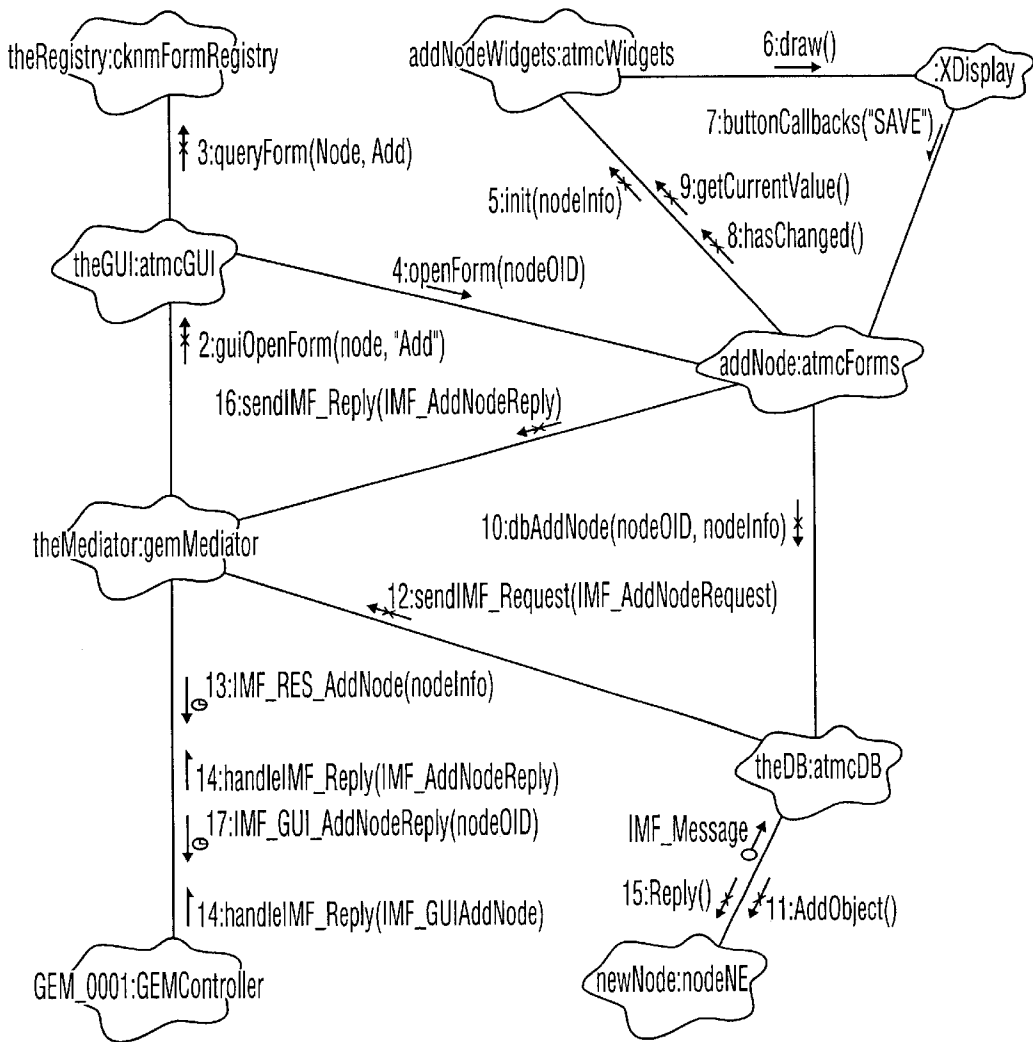 theRegistry:cknmFormRegistry
addNodeWidgets:atmcWidgets
6:draw()
:XDisplay
7:buttonCallbacks("SAVE")
3:queryForm(Node, Add)
5:init(nodeInfo)
9:getCurrentValue()
8:hasChanged()
theGUI:atmcGUI
4:openForm(nodeOID)
2:guiOpenForm(node, "Add")
addNode:atmcForms
16:sendIMF_Reply(IMF_AddNodeReply)
theMediator:gemMediator
10:dbAddNode(nodeOID, nodeInfo)
12:sendIMF_Request(IMF_AddNodeRequest)
13:IMF_RES_AddNode(nodeInfo)
14:handleIMF_Reply(IMF_AddNodeReply)
theDB:atmcDB
17:IMF_GUI_AddNodeReply(nodeOID)
IMF_Message
15:Reply()
11:AddObject()
14:handleIMF_Reply(IMF_GUIAddNode)
GEM_0001:GEMController
newNode:nodeNE